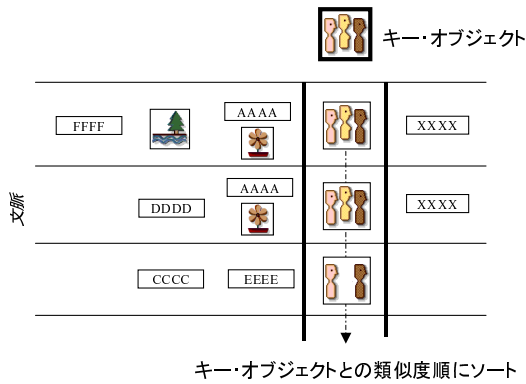 キー・オブジェクト
AAAA
FFFF
XXXX
AAAA
DDDD
XXXX
文脈
CCCC
EEEE
キー・オブジェクトとの類似度順にソート